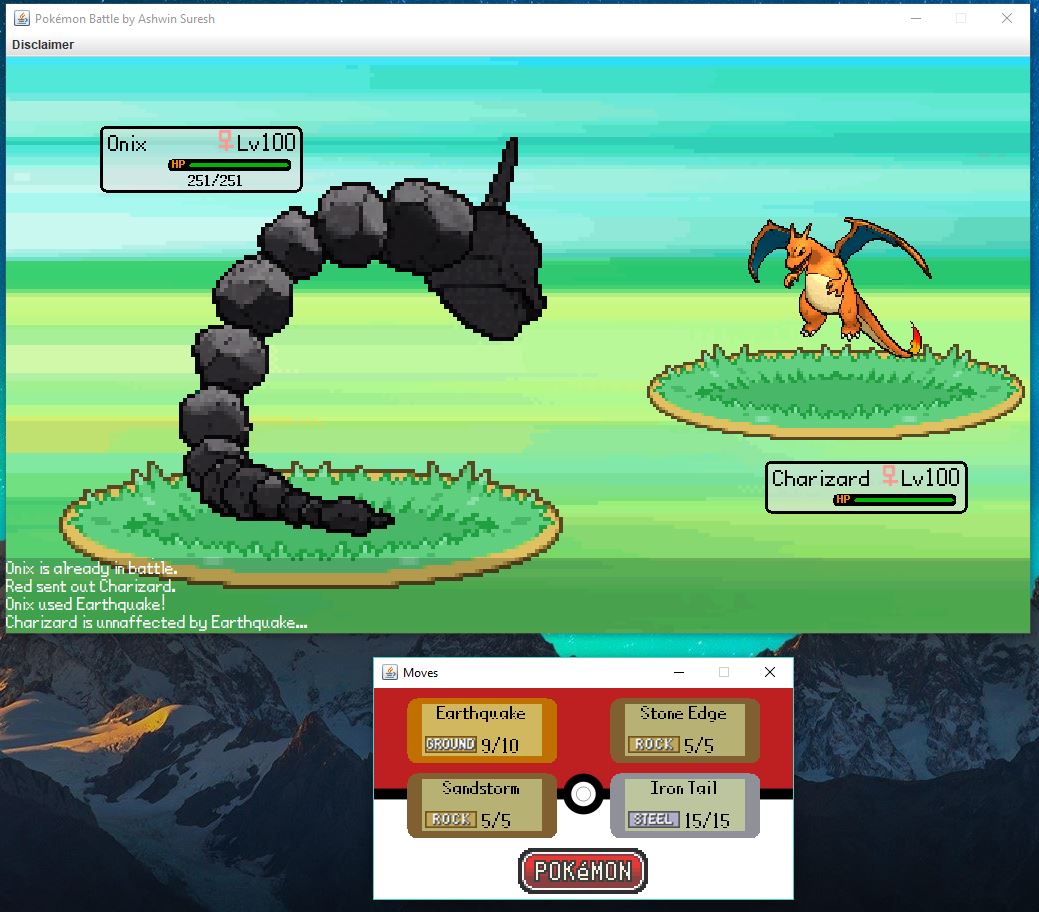 Pokémon Battle by Ashwin Suresh
Disclaimer
Onix ♀Lv100
HP
251/251
Charizard ♀Lv100
HP
Onix is already in battle.
Red sent out Charizard.
Onix used Earthquake!
Charizard is unnaffected by Earthquake...
Moves
Earthquake
GROUND 9/10
Stone Edge
ROCK 5/5
Sandstorm
ROCK 5/5
Iron Tail
STEEL 15/15
POKéMON